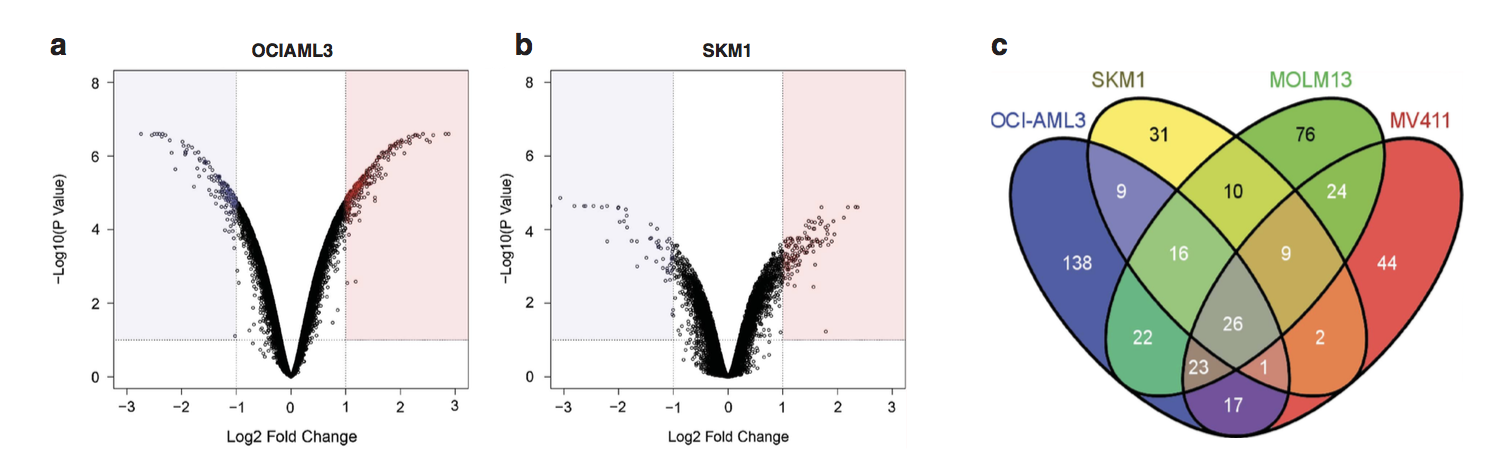 a
OCIAML3
8
6
4
2
0
−Log10(P Value)
−3 −2 −1 0 1 2 3
Log2 Fold Change
b
SKM1
8
6
4
2
0
−Log10(P Value)
−3 −2 −1 0 1 2 3
Log2 Fold Change
c
SKM1 MOLM13
OCI-AML3 MV411
31 76
9 10 24
138 16 9 44
22 26 2
23 1
17